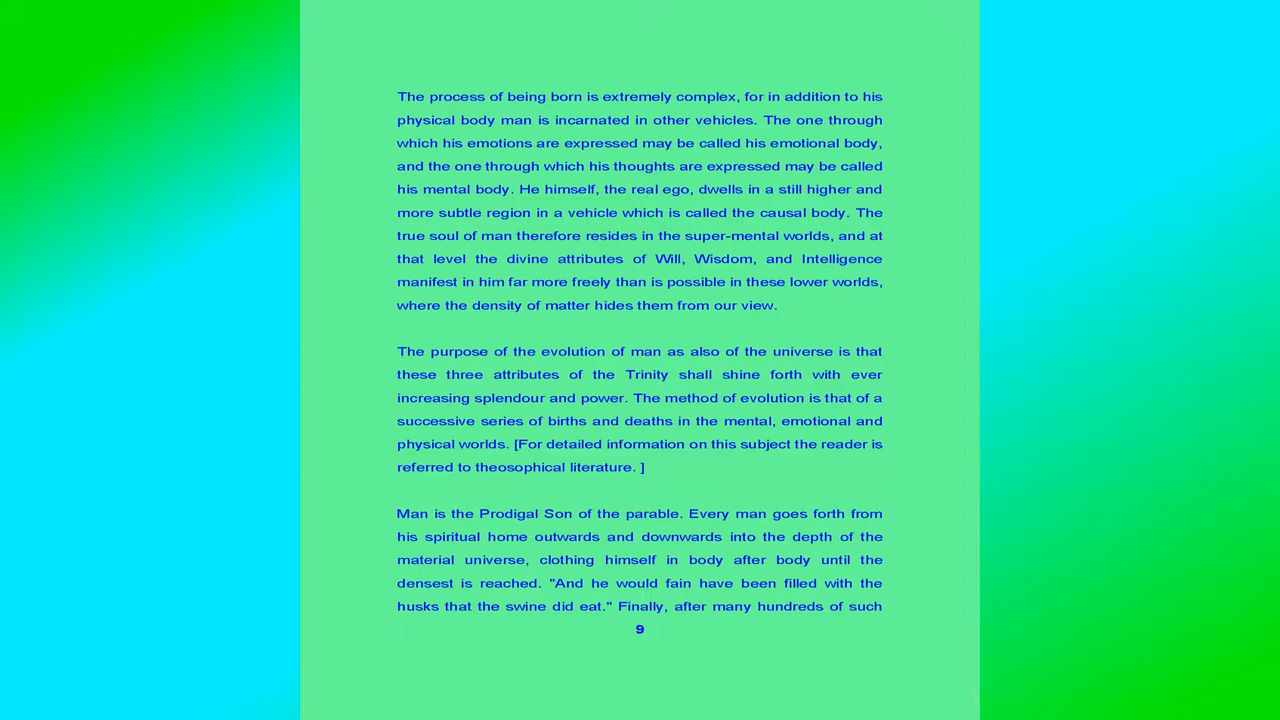 The process of being born is extremely complex, for in addition to his
physical body man is incarnated in other vehicles. The one through
which his emotions are expressed may be called his emotional body,
and the one through which his thoughts are expressed may be called
his mental body. He himself, the real ego, dwells in a still higher and
more subtle region in a vehicle which is called the causal body. The
true soul of man therefore resides in the super-mental worlds, and at
that level the divine attributes of Will, Wisdom, and Intelligence
manifest in him far more freely than is possible in these lower worlds,
where the density of matter hides them from our view.
The purpose of the evolution of man as also of the universe is that
these three attributes of the Trinity shall shine forth with ever
increasing splendour and power. The method of evolution is that of a
successive series of births and deaths in the mental, emotional and
physical worlds. [For detailed information on this subject the reader is
referred to theosophical literature. ]
Man is the Prodigal Son of the parable. Every man goes forth from
his spiritual home outwards and downwards into the depth of the
material universe, clothing himself in body after body until the
densest is reached. "And he would fain have been filled with the
husks that the swine did eat." Finally, after many hundreds of such
9